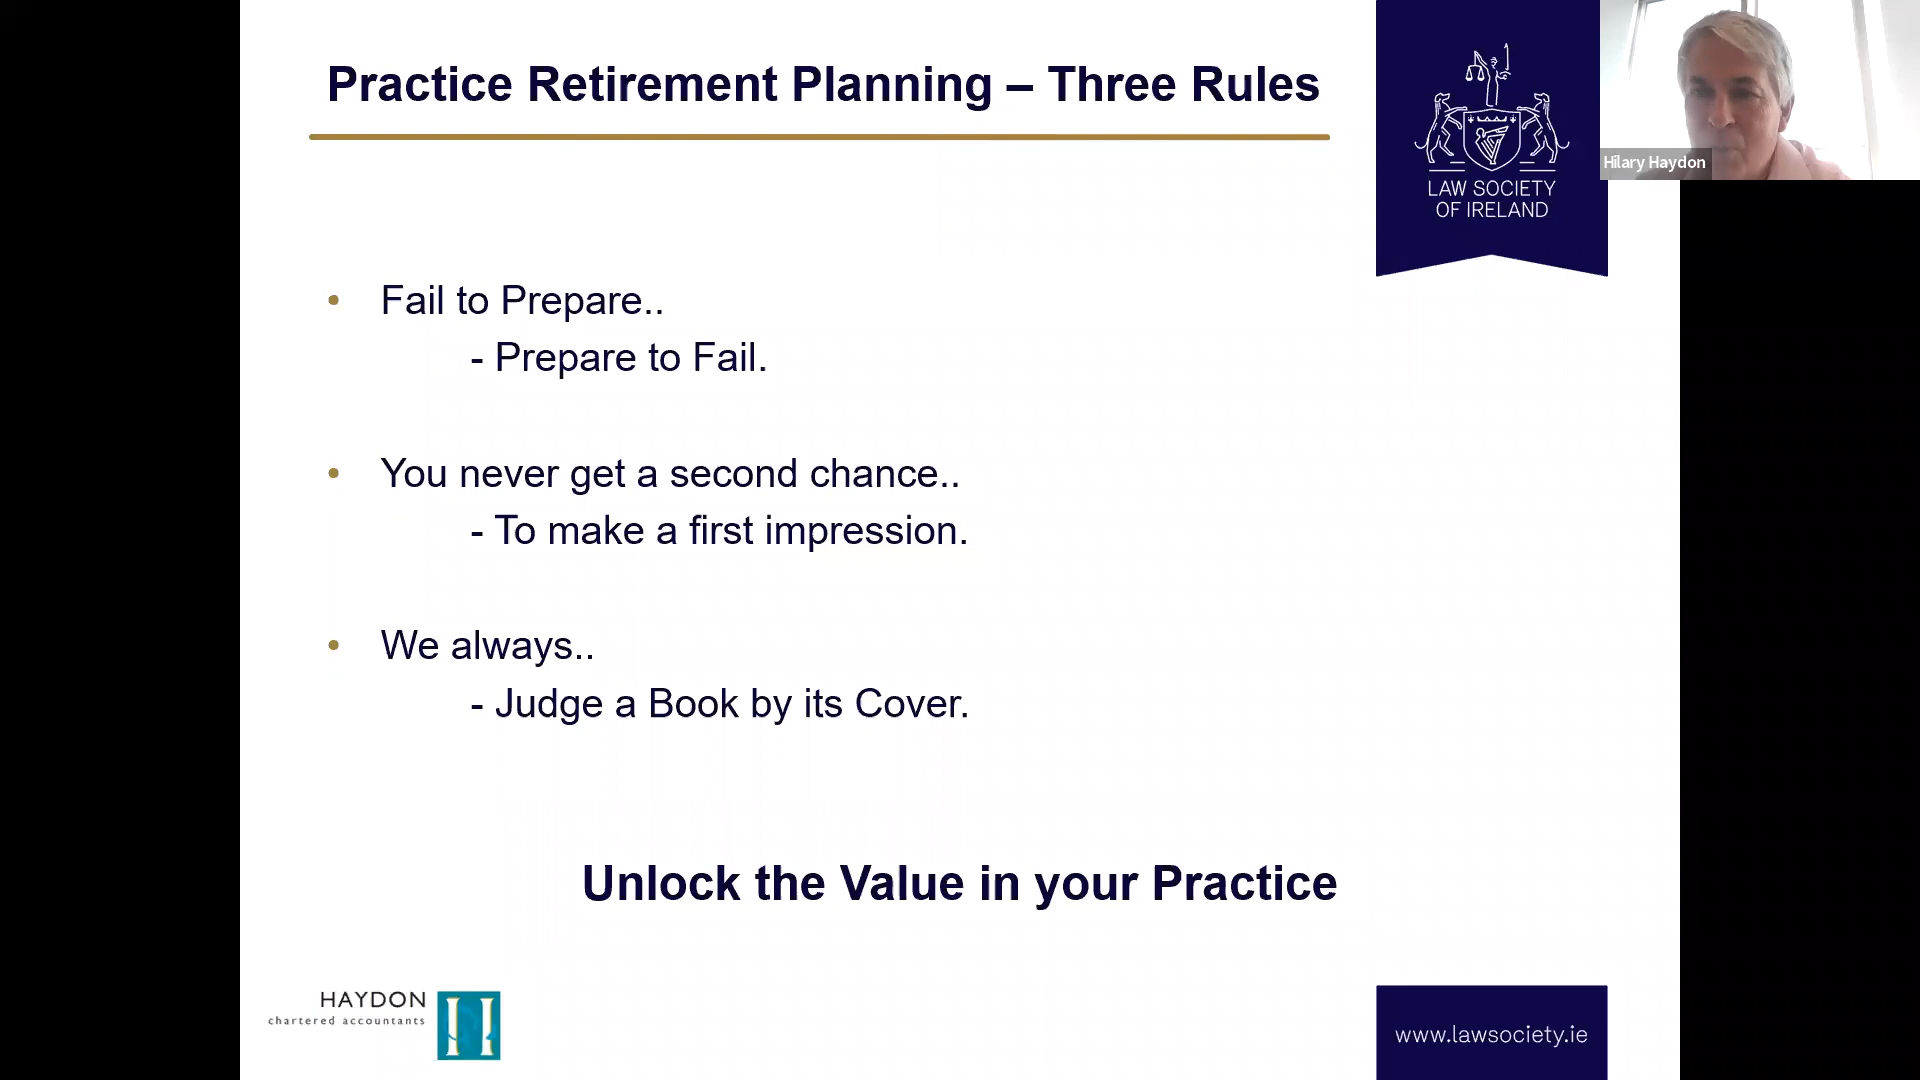 Practice Retirement Planning – Three Rules
LAW SOCIETY
OF IRELAND
Hilary Haydon
• Fail to Prepare..
- Prepare to Fail.
• You never get a second chance..
- To make a first impression.
• We always..
- Judge a Book by its Cover.
Unlock the Value in your Practice
HAYDON
chartered accountants
H
www.lawsociety.ie